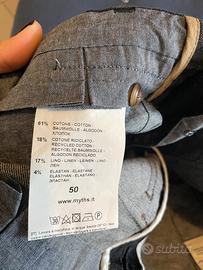 61% COTONE - COTTON -
BAUMWOLLE - ALGODON
ХЛОПОК
18% COTONE RICICLATO
RECYCLED COTTON
RECYCELTE BAUMWOLLE -
ALGODON RECICLADO
17% LINO - LINEN - LEINEN - LINO
ЛЕН
4% ELASTAN - ELASTANE
ELASTHAN - ELASTANO
ЭЛАСТАН
50
www.myths.it
subito